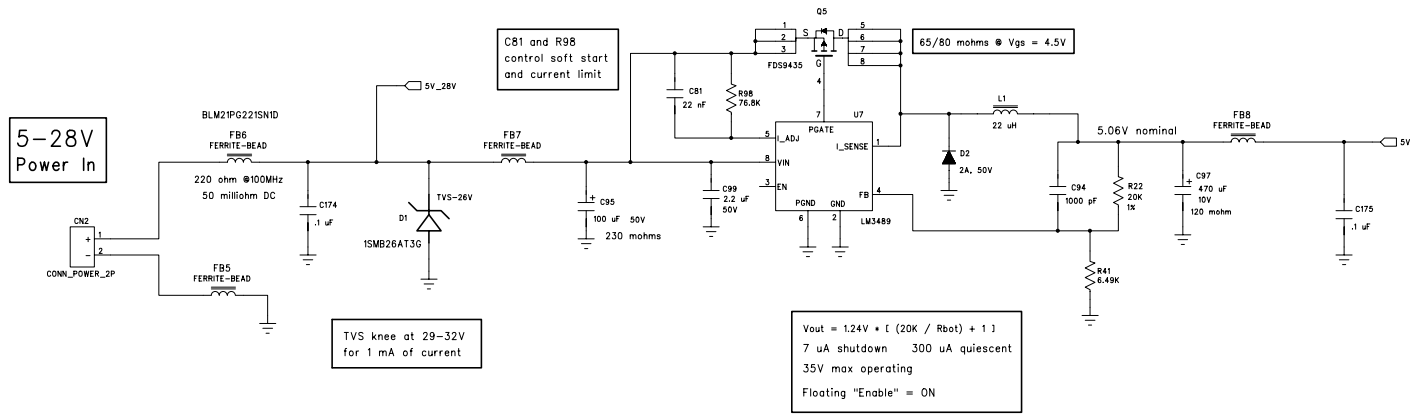 5-28V
Power In
BLM21PG221SN1D
FB6
FERRITE-BEAD
220 ohm @100MHz
50 milliohm DC
CN2
+ 1
- 2
CONN_POWER_2P
FB5
FERRITE-BEAD
C174
.1 uF
5V_28V
TVS-26V
D1
1SMB26AT3G
TVS knee at 29-32V
for 1 mA of current
FB7
FERRITE-BEAD
C95
+
100 uF 50V
230 mohms
C81 and R98
control soft start
and current limit
C81
22 nF
R98
76.8K
C99
2.2 uF
50V
Q5
1
2
3
S
D
G
4
5
6
7
8
FDS9435
65/80 mohms @ Vgs = 4.5V
7
U7
PGATE
5
I_ADJ
I_SENSE
1
8
VIN
3
EN
FB
4
PGND
GND
6
2
LM3489
D2
2A, 50V
L1
22 uH
5.06V nominal
C94
1000 pF
R22
20K
1%
C97
+
470 uF
10V
120 mohm
R41
6.49K
FB8
FERRITE-BEAD
5V
C175
.1 uF
Vout = 1.24V * [ (20K / Rbot) + 1 ]
7 uA shutdown 300 uA quiescent
35V max operating
Floating "Enable" = ON